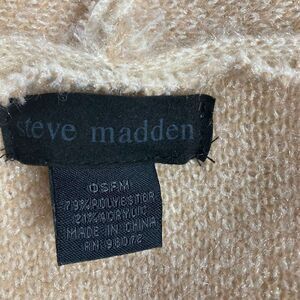 steve madden
OSFM
79% POLYESTER
21% ACRYLIC
MADE IN CHINA
RN 98072